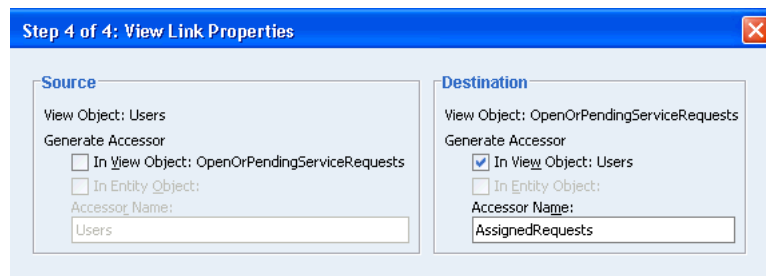 Step 4 of 4: View Link Properties
Source
View Object: Users
Generate Accessor
In View Object: OpenOrPendingServiceRequests
In Entity Object:
Accessor Name:
Users
Destination
View Object: OpenOrPendingServiceRequests
Generate Accessor
In View Object: Users
In Entity Object:
Accessor Name:
AssignedRequests